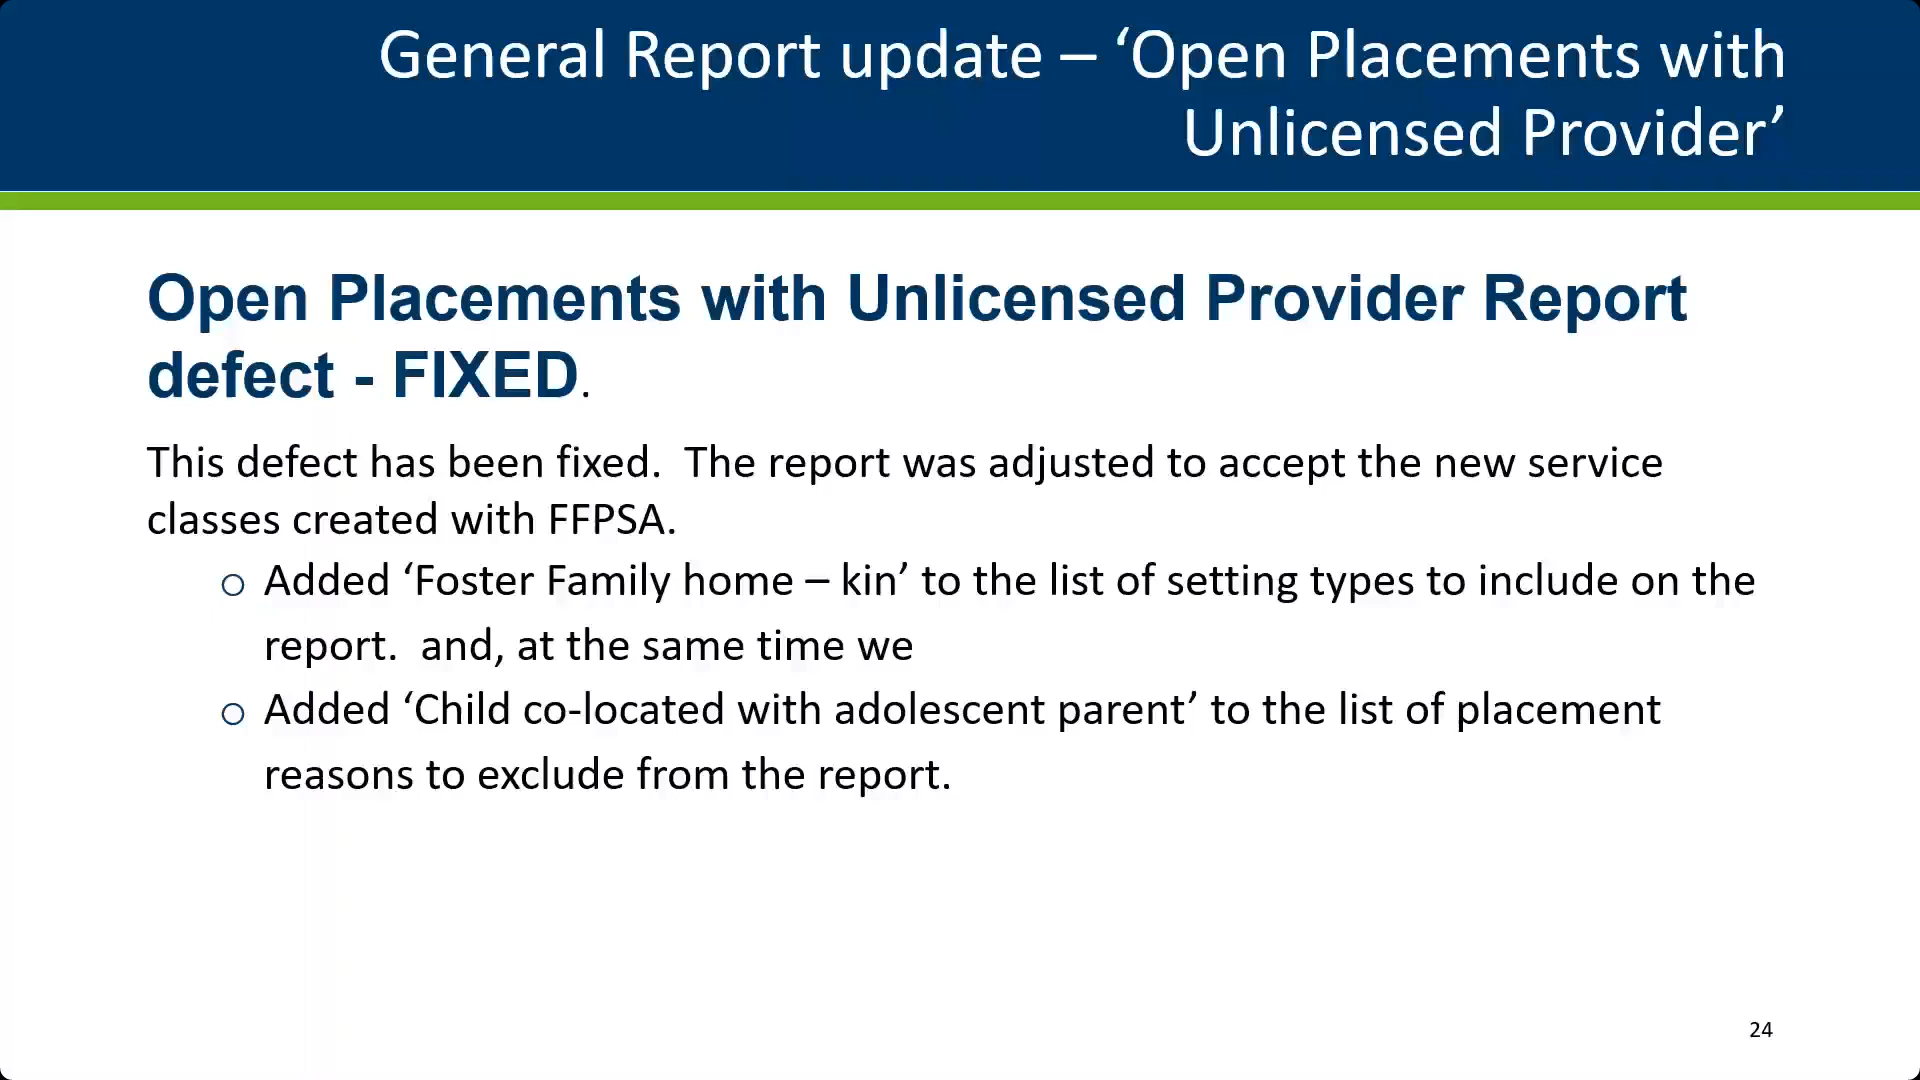 General Report update – ‘Open Placements with
Unlicensed Provider’
Open Placements with Unlicensed Provider Report
defect - FIXED.
This defect has been fixed.  The report was adjusted to accept the new service
classes created with FFPSA.
o Added ‘Foster Family home – kin’ to the list of setting types to include on the
report.  and, at the same time we
o Added ‘Child co-located with adolescent parent’ to the list of placement
reasons to exclude from the report.
24